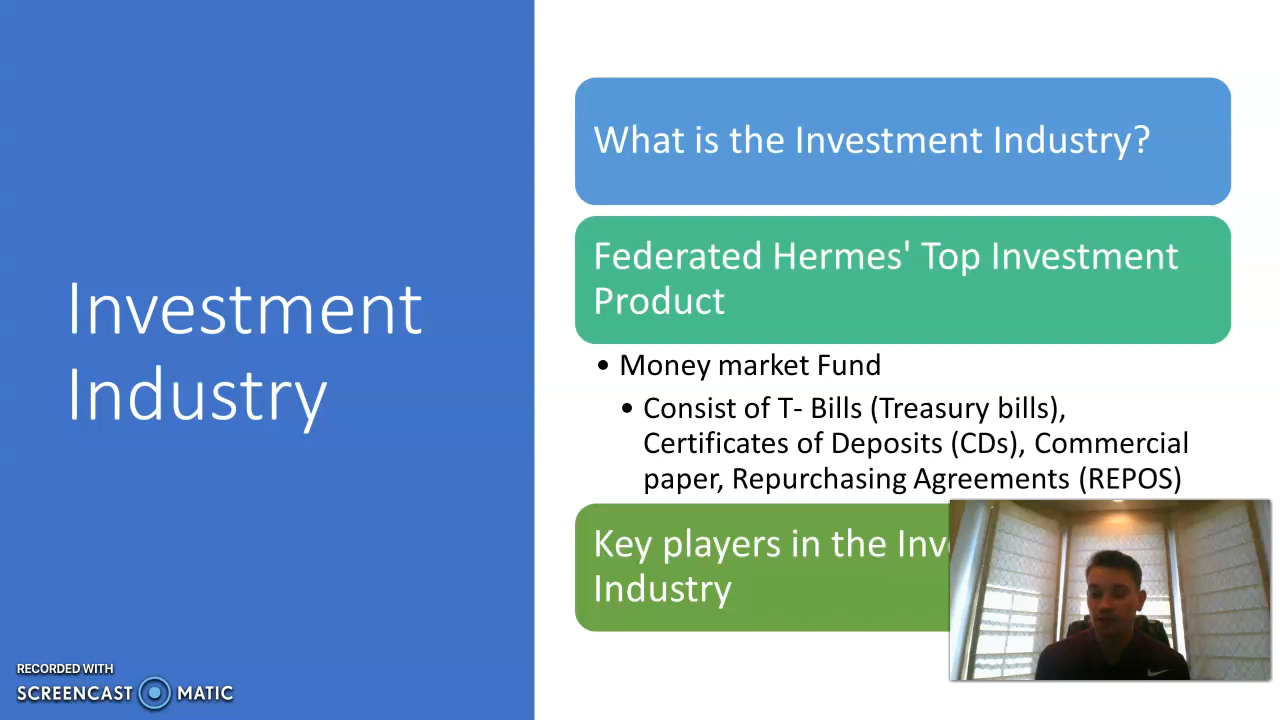 Investment
Industry
What is the Investment Industry?
Federated Hermes' Top Investment
Product
• Money market Fund
• Consist of T- Bills (Treasury bills),
Certificates of Deposits (CDs), Commercial
paper, Repurchasing Agreements (REPOS)
Key players in the
Industry
RECORDED WITH
SCREENCAST MATIC